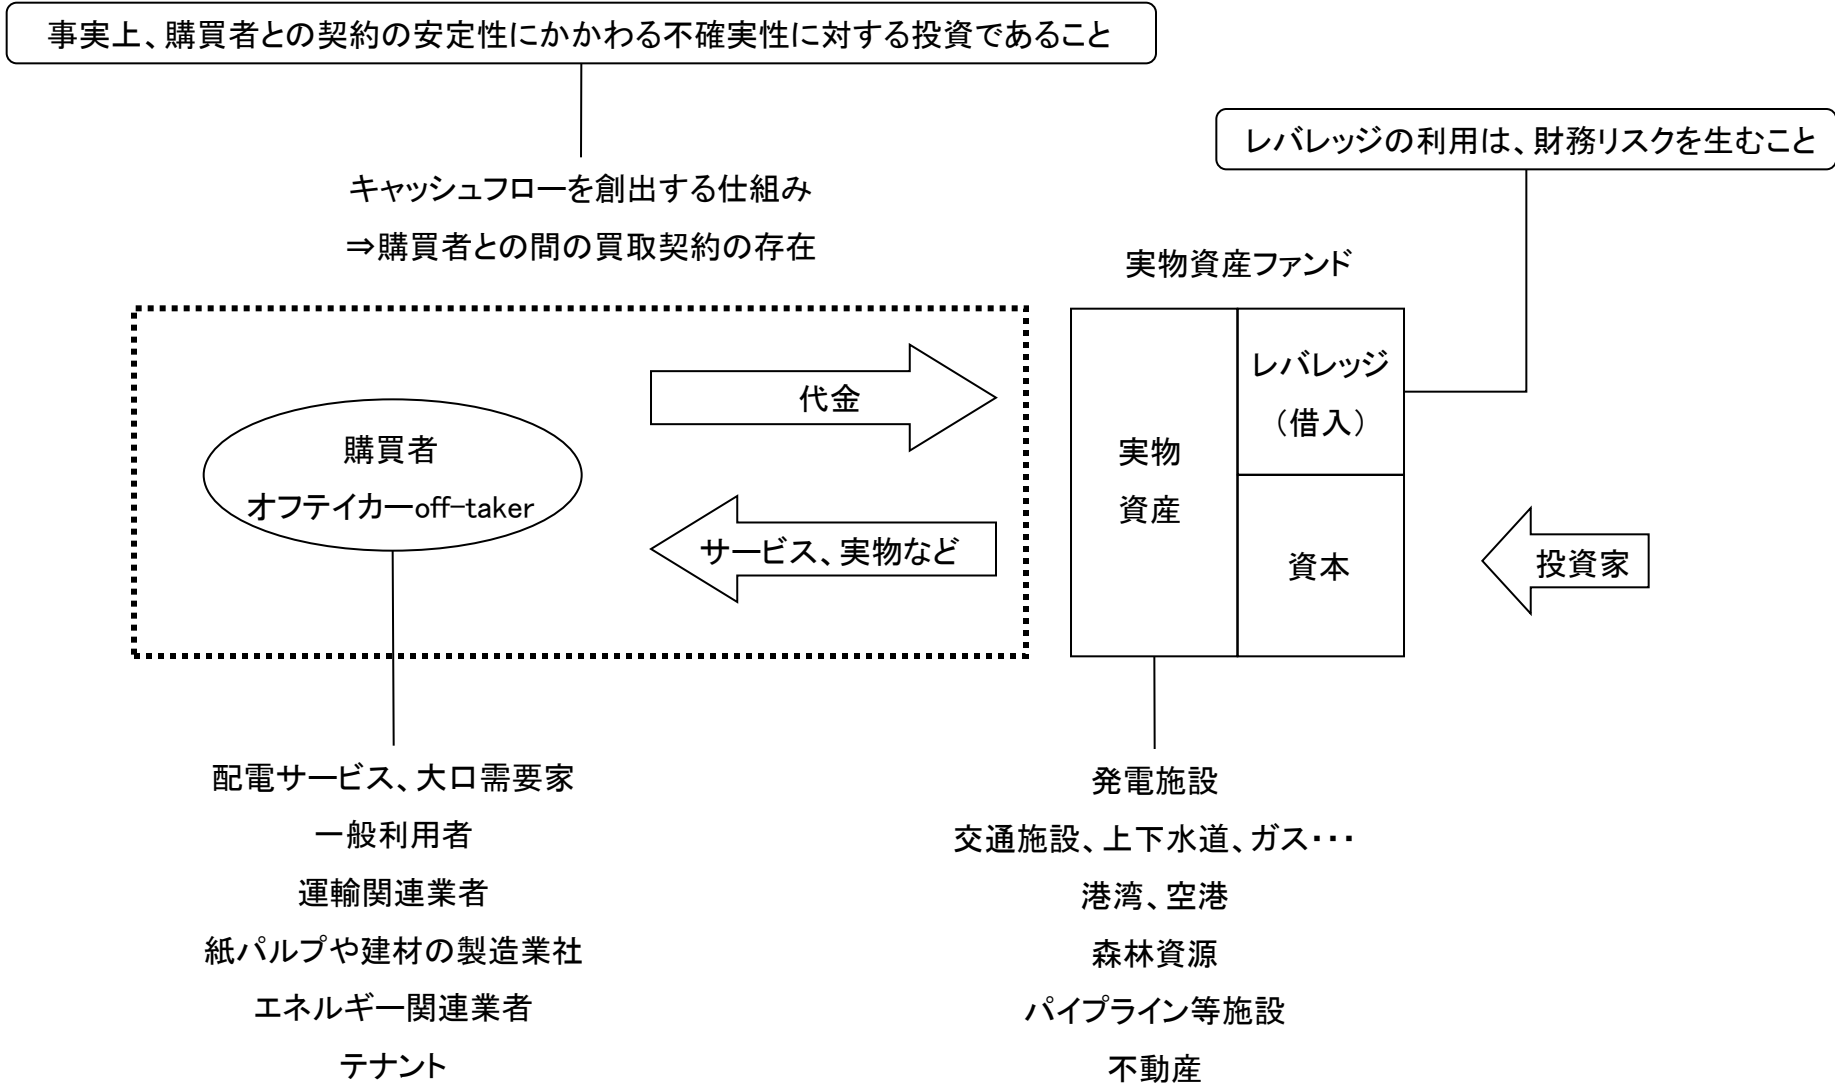 事実上、購買者との契約の安定性にかかわる不確実性に対する投資であること
レバレッジの利用は、財務リスクを生むこと
キャッシュフローを創出する仕組み
⇒購買者との間の買取契約の存在
実物資産ファンド
代金
購買者
オフテイカーoff-taker
サービス、実物など
実物
資産
レバレッジ
（借入）
資本
投資家
配電サービス、大口需要家
一般利用者
運輸関連業者
紙パルプや建材の製造業社
エネルギー関連業者
テナント
発電施設
交通施設、上下水道、ガス・・・
港湾、空港
森林資源
パイプライン等施設
不動産